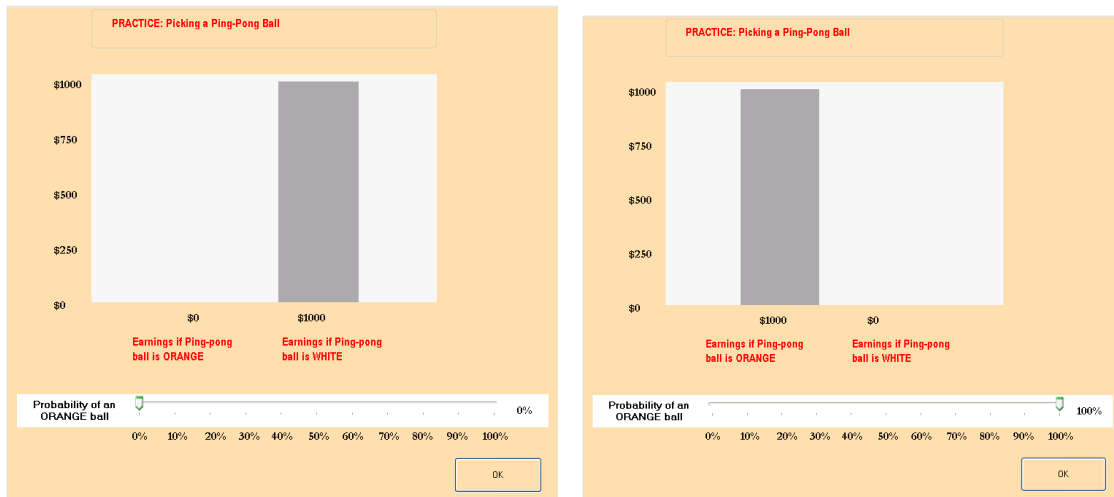 PRACTICE: Picking a Ping-Pong Ball
$1000
$750
$500
$250
$0
$0 $1000
Earnings if Ping-pong ball is ORANGE
Earnings if Ping-pong ball is WHITE
Probability of an ORANGE ball
0%
0% 10% 20% 30% 40% 50% 60% 70% 80% 90% 100%
OK
PRACTICE: Picking a Ping-Pong Ball
$1000
$750
$500
$250
$0
$1000 $0
Earnings if Ping-pong ball is ORANGE
Earnings if Ping-pong ball is WHITE
Probability of an ORANGE ball
100%
0% 10% 20% 30% 40% 50% 60% 70% 80% 90% 100%
OK